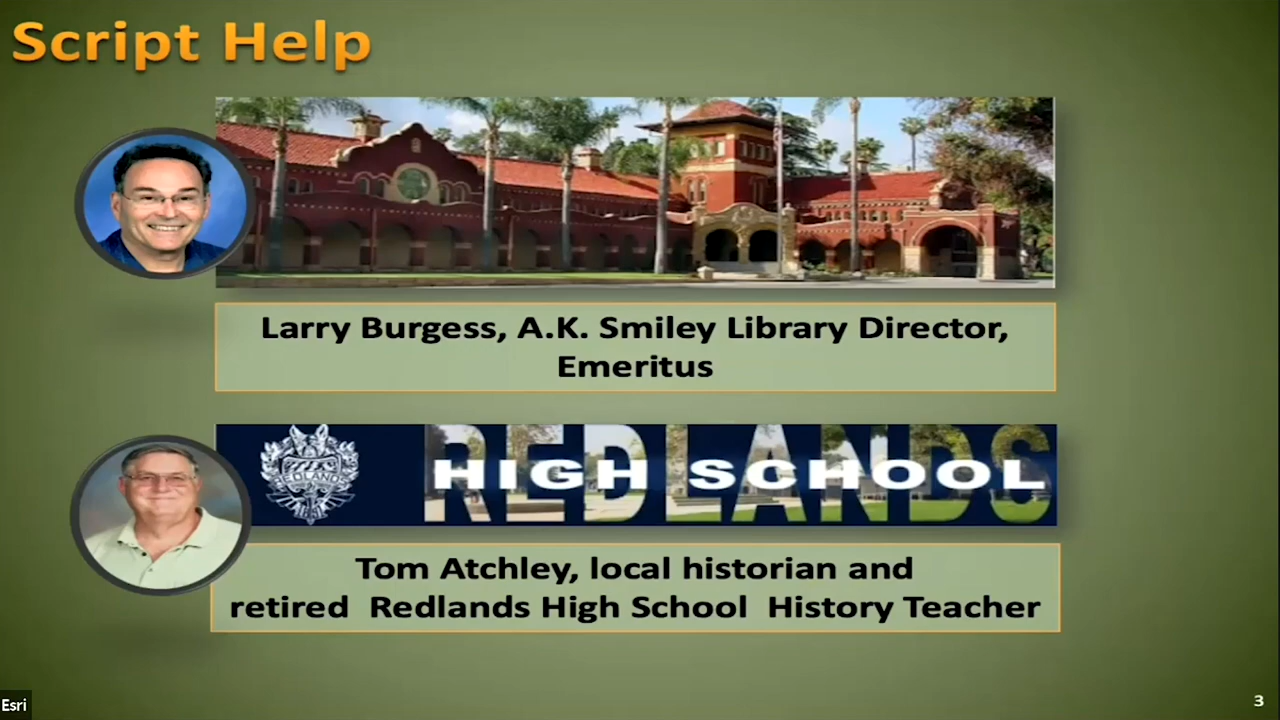 Script Help
Larry Burgess, A.K. Smiley Library Director,
Emeritus
REDLANDS
REDLANDS
HIGH SCHOOL
Tom Atchley, local historian and
retired  Redlands High School  History Teacher
Esri
3